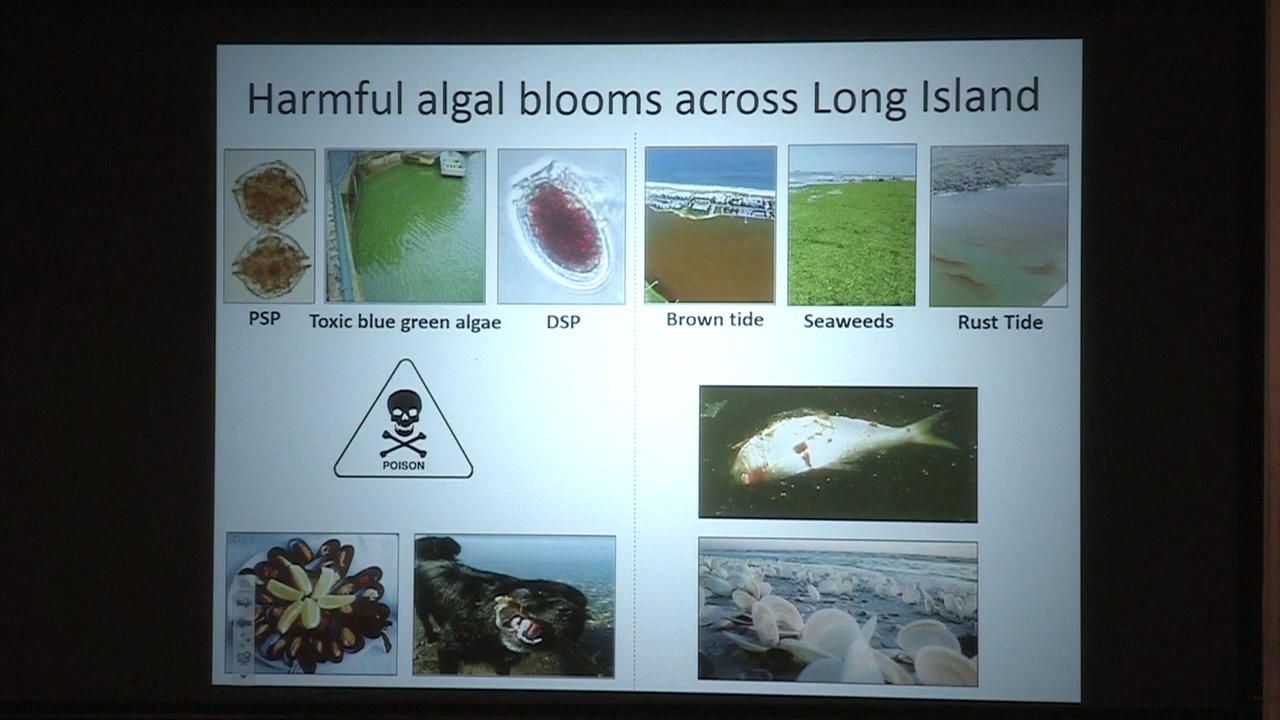 Harmful algal blooms across Long Island
PSP
Toxic blue green algae
DSP
Brown tide
Seaweeds
Rust Tide
POISON